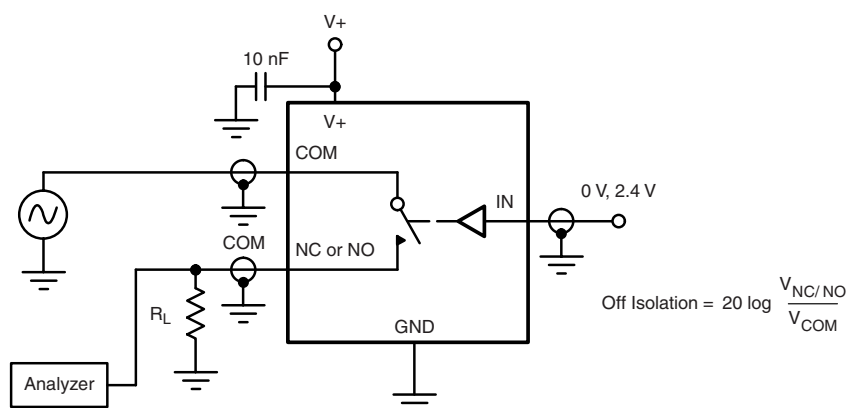 V+
10 nF
V+
COM
0 V, 2.4 V
IN
COM
NC or NO
Off Isolation = 20 log V_NC/NO / V_COM
R_L
GND
Analyzer